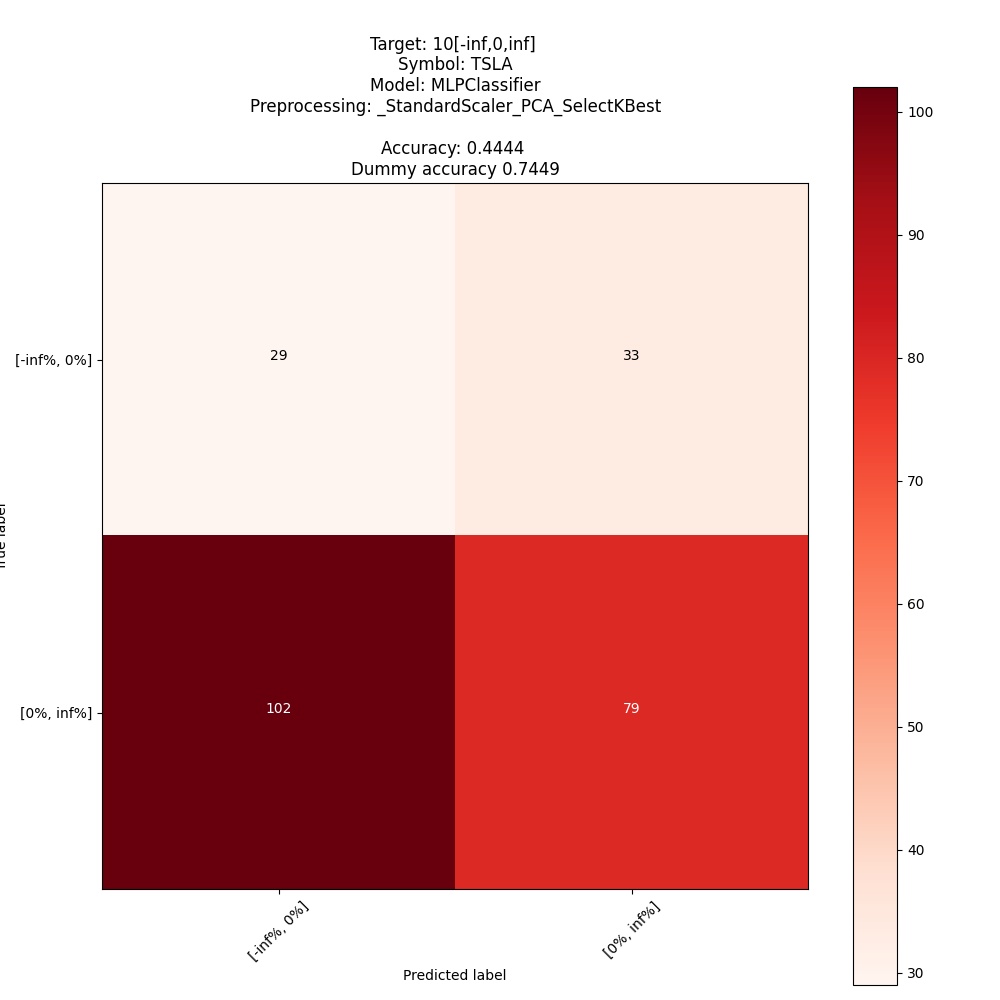 Target: 10[-inf,0,inf]
Symbol: TSLA
Model: MLPClassifier
Preprocessing: _StandardScaler_PCA_SelectKBest
Accuracy: 0.4444
Dummy accuracy 0.7449
100
90
80
70
60
50
40
30
[-inf%, 0%]
29
33
label
[0%, inf%]
102
79
[-inf%, 0%]
[0%, inf%]
Predicted label